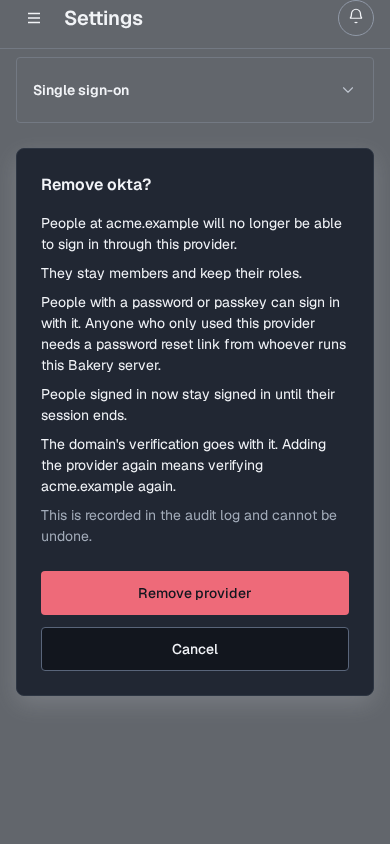 Settings
Single sign-on
Remove okta?
People at acme.example will no longer be able
to sign in through this provider.
They stay members and keep their roles.
People with a password or passkey can sign in
with it. Anyone who only used this provider
needs a password reset link from whoever runs
this Bakery server.
People signed in now stay signed in until their
session ends.
The domain's verification goes with it. Adding
the provider again means verifying
acme.example again.
This is recorded in the audit log and cannot be
undone.
Remove provider
Cancel